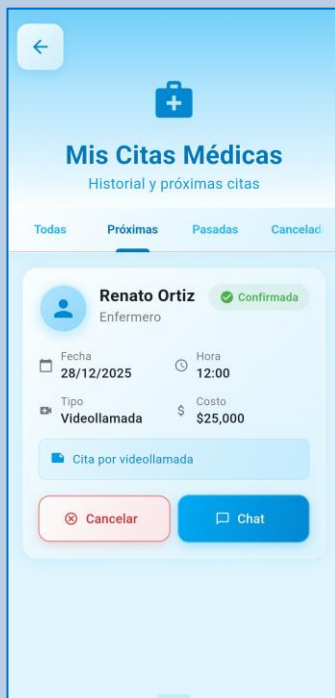 Mis Citas Médicas
Historial y próximas citas
Todas Próximas Pasadas Cancelad
Renato Ortiz Confirmada
Enfermero
Fecha Hora
28/12/2025 12:00
Tipo Costo
Videollamada $ $25,000
Cita por videollamada
Cancelar Chat